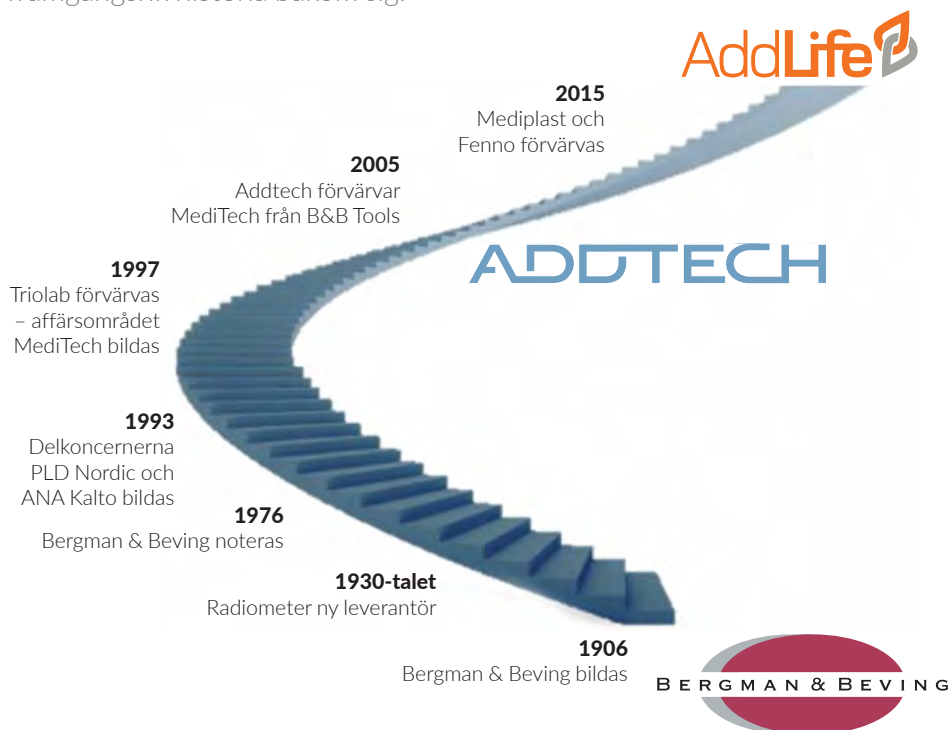 AddLife
2015
Mediplast och
Fenno förvärvas
2005
Addtech förvärvar
MediTech från B&B Tools
ADDTECH
1997
Triolab förvärvas
– affärsområdet
MediTech bildas
1993
Delkoncernerna
PLD Nordic och
ANA Kalto bildas
1976
Bergman & Beving noteras
1930-talet
Radiometer ny leverantör
1906
Bergman & Beving bildas
BERGMAN & BEVING